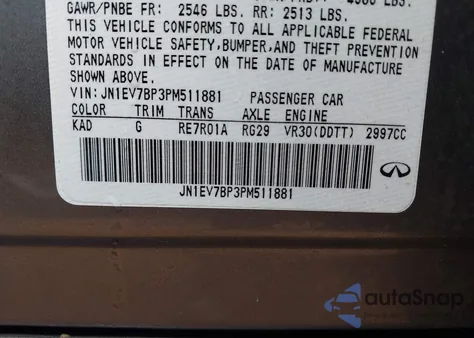 GAWR/PNBE FR: 2546 LBS. RR: 2513 LBS.
THIS VEHICLE CONFORMS TO ALL APPLICABLE FEDERAL
MOTOR VEHICLE SAFETY, BUMPER, AND THEFT PREVENTION
STANDARDS IN EFFECT ON THE DATE OF MANUFACTURE
SHOWN ABOVE.
VIN: JN1EV7BP3PM511881 PASSENGER CAR
COLOR TRIM TRANS AXLE ENGINE
KAD G RE7R01A RG29 VR30(DDTT) 2997CC
JN1EV7BP3PM511881
autoSnap